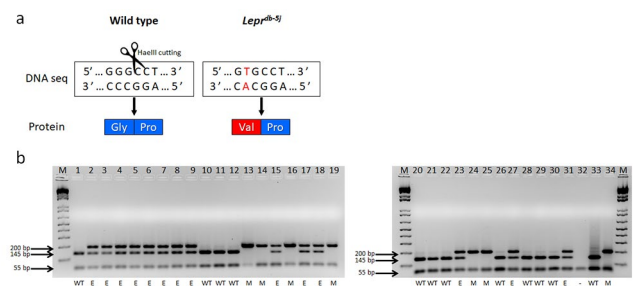 a
Wild type
Lepr^db-5j
HaeIII cutting
DNA seq
5′ … G G G C C T … 3′
3′ … C C C G G A … 5′
5′ … G T G C C T … 3′
3′ … C A C G G A … 5′
Protein
Gly Pro
Val Pro
b
M 1 2 3 4 5 6 7 8 9 10 11 12 13 14 15 16 17 18 19
200 bp
145 bp
55 bp
WT E E E E E E E E WT WT WT M M E M E E M
M 20 21 22 23 24 25 26 27 28 29 30 31 32 33 34 M
200 bp
145 bp
55 bp
WT WT WT E M M WT E WT WT WT E - WT M